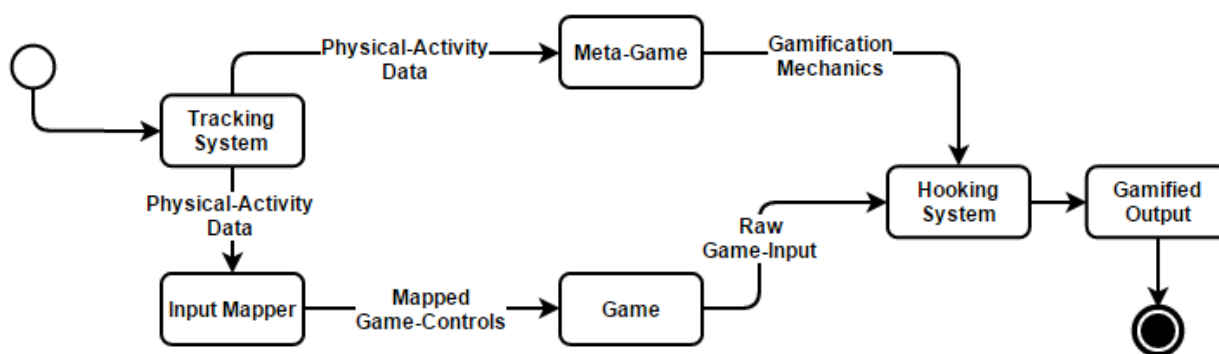 Physical-Activity
Data
Meta-Game
Gamification
Mechanics
Tracking
System
Physical-Activity
Data
Hooking
System
Gamified
Output
Raw
Game-Input
Input Mapper
Mapped
Game-Controls
Game